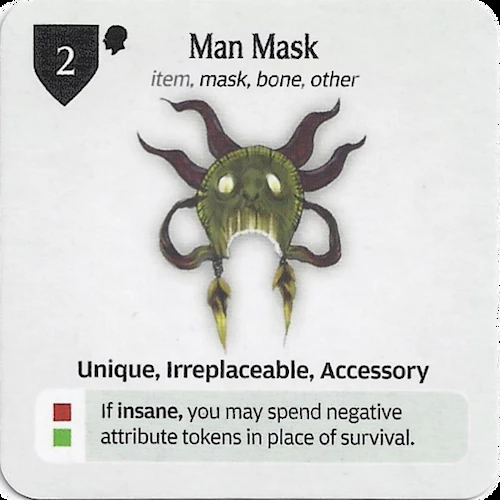 2
Man Mask
item, mask, bone, other
Unique, Irreplaceable, Accessory
If insane, you may spend negative
attribute tokens in place of survival.